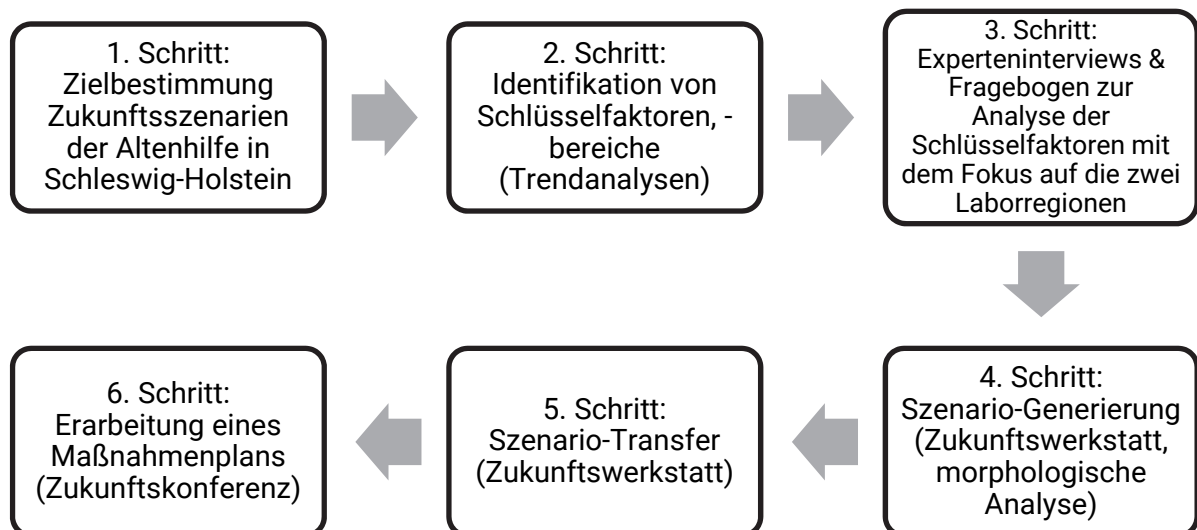 1. Schritt:
Zielbestimmung
Zukunftsszenarien
der Altenhilfe in
Schleswig-Holstein
2. Schritt:
Identifikation von
Schlüsselfaktoren, -
bereiche
(Trendanalysen)
3. Schritt:
Experteninterviews &
Fragebogen zur
Analyse der
Schlüsselfaktoren mit
dem Fokus auf die zwei
Laborregionen
4. Schritt:
Szenario-Generierung
(Zukunftswerkstatt,
morphologische
Analyse)
5. Schritt:
Szenario-Transfer
(Zukunftswerkstatt)
6. Schritt:
Erarbeitung eines
Maßnahmenplans
(Zukunftskonferenz)